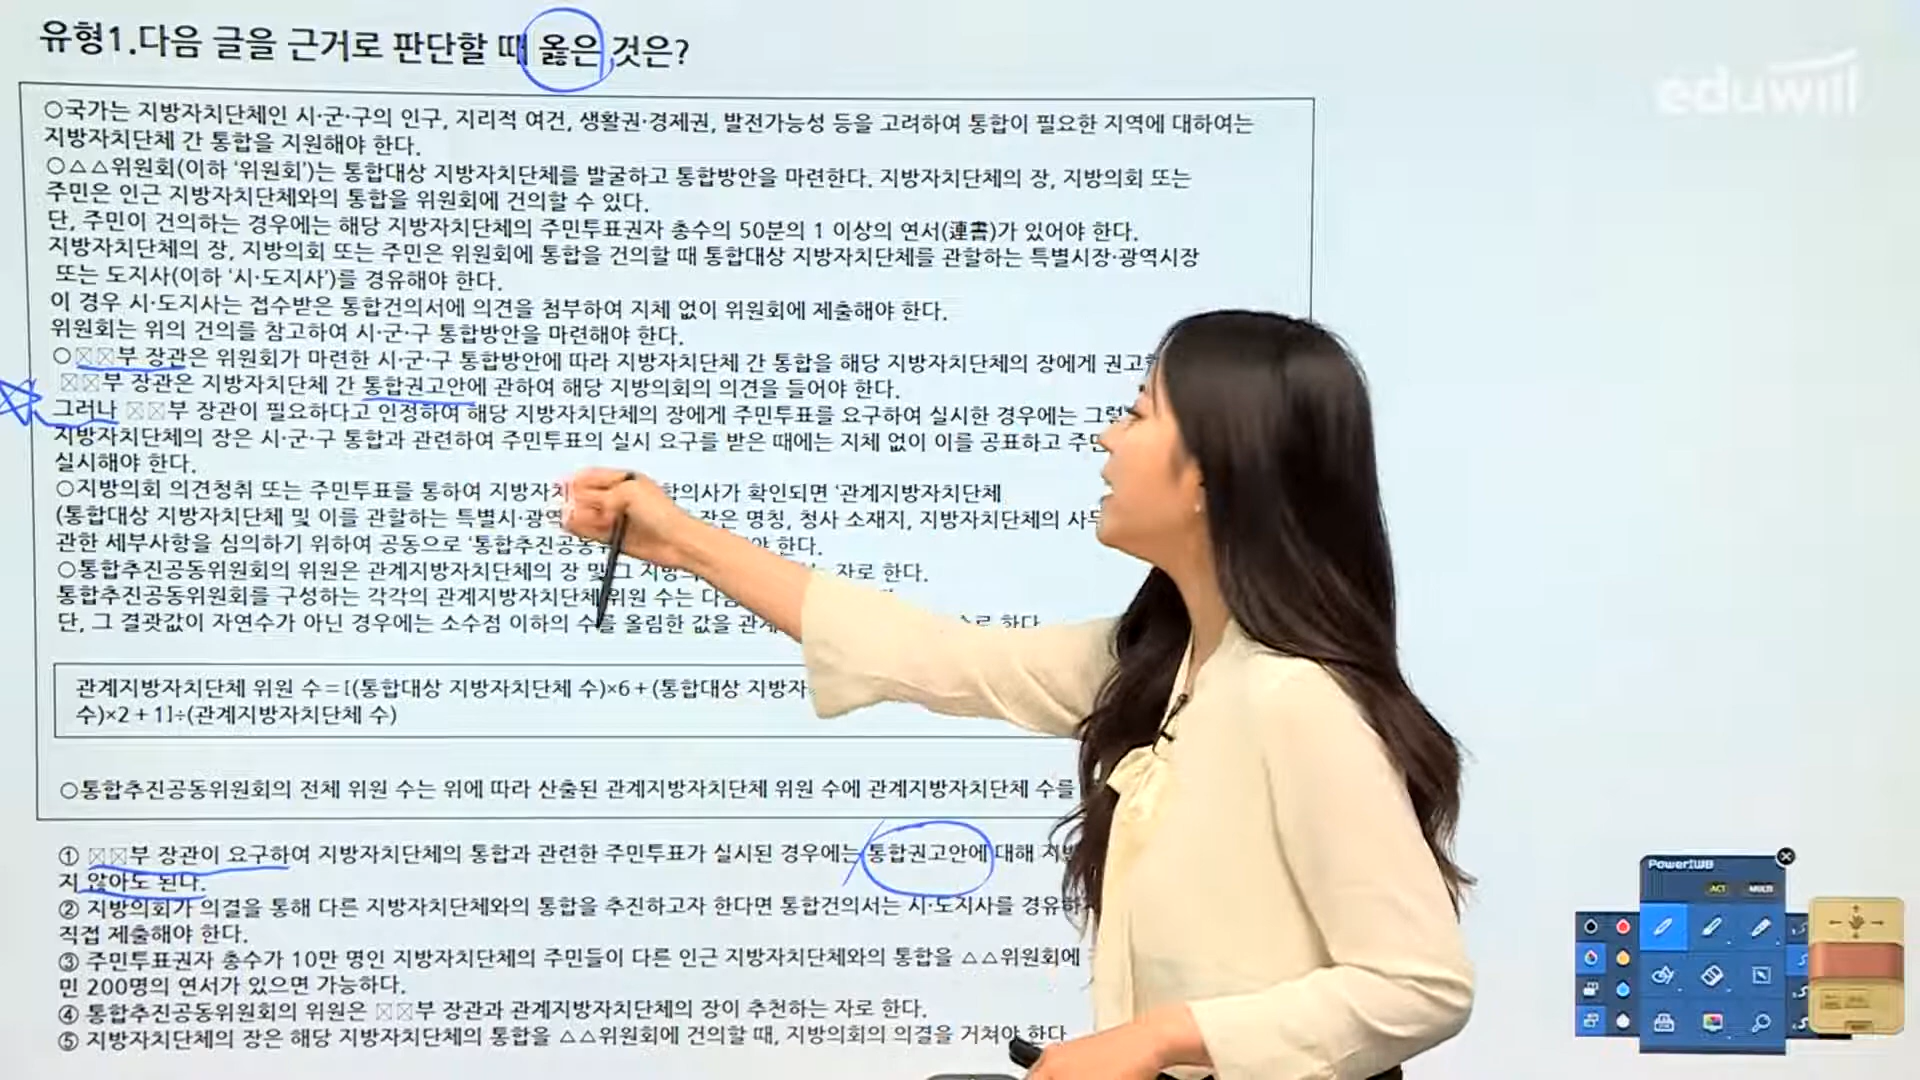 유형1.다음 글을 근거로 판단할 때 옳은 것은?
eduwill
○국가는 지방자치단체인 시·군·구의 인구, 지리적 여건, 생활권·경제권, 발전가능성 등을 고려하여 통합이 필요한 지역에 대하여는
지방자치단체 간 통합을 지원해야 한다.
○△△위원회(이하 ‘위원회’)는 통합대상 지방자치단체를 발굴하고 통합방안을 마련한다. 지방자치단체의 장, 지방의회 또는
주민은 인근 지방자치단체와의 통합을 위원회에 건의할 수 있다.
단, 주민이 건의하는 경우에는 해당 지방자치단체의 주민투표권자 총수의 50분의 1 이상의 연서(連書)가 있어야 한다.
지방자치단체의 장, 지방의회 또는 주민은 위원회에 통합을 건의할 때 통합대상 지방자치단체를 관할하는 특별시장·광역시장
또는 도지사(이하 ‘시·도지사’)를 경유해야 한다.
이 경우 시·도지사는 접수받은 통합건의서에 의견을 첨부하여 지체 없이 위원회에 제출해야 한다.
위원회는 위의 건의를 참고하여 시·군·구 통합방안을 마련해야 한다.
○☒☒부 장관은 위원회가 마련한 시·군·구 통합방안에 따라 지방자치단체 간 통합을 해당 지방자치단체의 장에게
☒☒부 장관은 지방자치단체 간 통합권고안에 관하여 해당 지방의회의 의견을 들어야 한다.
그러나 ☒☒부 장관이 필요하다고 인정하여 해당 지방자치단체의 장에게 주민투표를 요구하여 실시한 경우에는
지방자치단체의 장은 시·군·구 통합과 관련하여 주민투표의 실시 요구를 받은 때에는 지체 없이 이를 공표하고
실시해야 한다.
○지방의회 의견청취 또는 주민투표를 통하여 확인되면 ‘관계지방자치단체
(통합대상 지방자치단체 및 이를 관할하는 명칭, 청사 소재지, 지방자치단체의
관한 세부사항을 심의하기 위하여 공동으로 한다.
○통합추진공동위원회의 위원은 관계지방자치단체의 장 및 그 자로 한다.
통합추진공동위원회를 구성하는 각각의 관계지방자치단체 위원 수는
단, 그 결괏값이 자연수가 아닌 경우에는 소수점 이하의 수를 올림한 값을 한다
관계지방자치단체 위원 수=[(통합대상 지방자치단체 수)×6+(통합대상
수)×2+1]÷(관계지방자치단체 수)
○통합추진공동위원회의 전체 위원 수는 위에 따라 산출된 관계지방자치단체 위원 수에 관계지방자치단체 수를
① ☒☒부 장관이 요구하여 지방자치단체의 통합과 관련한 주민투표가 실시된 경우에는 통합권고안에 대해
지 않아도 된다.
② 지방의회가 의결을 통해 다른 지방자치단체와의 통합을 추진하고자 한다면 통합건의서는 시·도지사를
직접 제출해야 한다.
③ 주민투표권자 총수가 10만 명인 지방자치단체의 주민들이 다른 인근 지방자치단체와의 통합을 △△위원회에
민 200명의 연서가 있으면 가능하다.
④ 통합추진공동위원회의 위원은 ☒☒부 장관과 관계지방자치단체의 장이 추천하는 자로 한다.
⑤ 지방자치단체의 장은 해당 지방자치단체의 통합을 △△위원회에 건의할 때, 지방의회의 의결을 거쳐야 한다
PowerIWB
ACT
MULTI